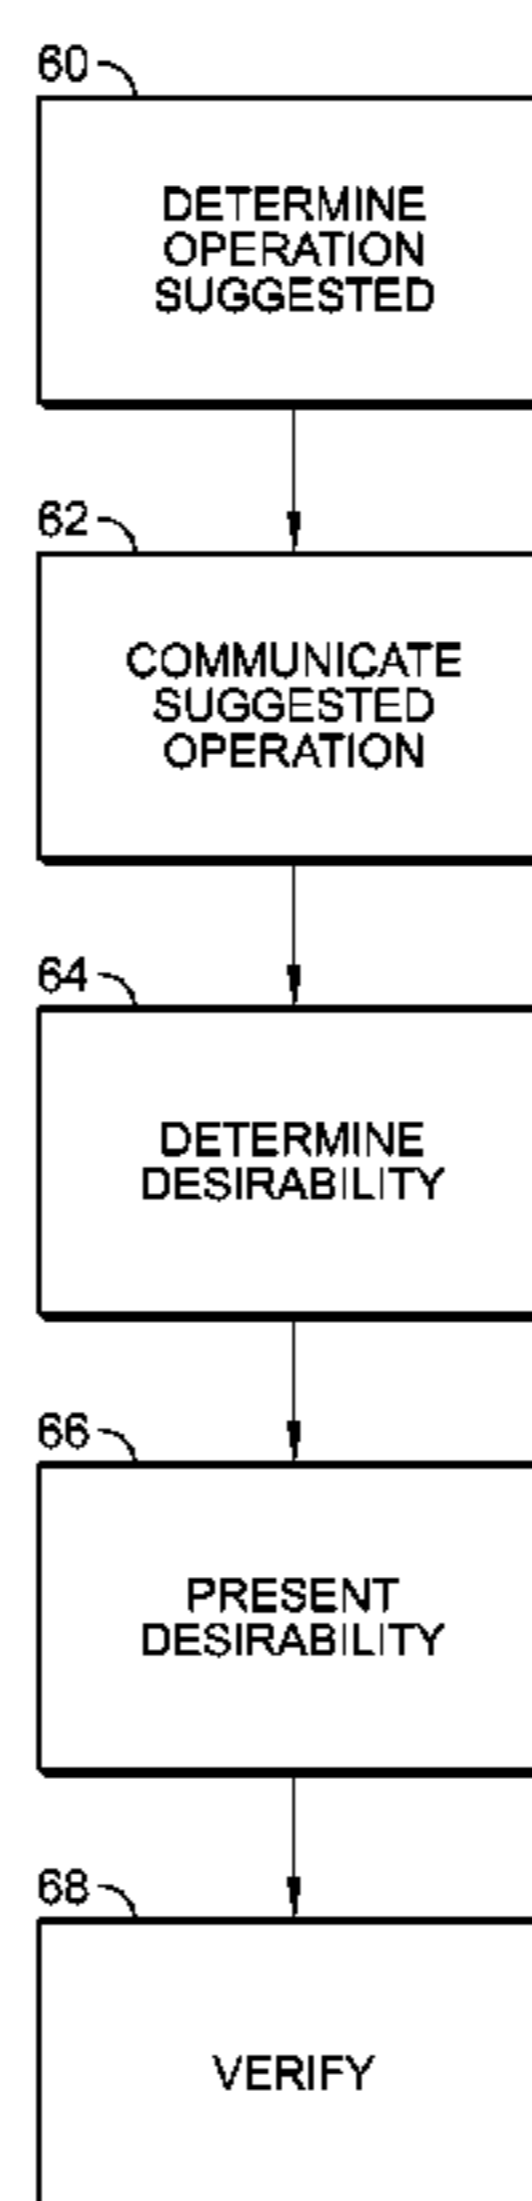 60
DETERMINE
OPERATION
SUGGESTED
62
COMMUNICATE
SUGGESTED
OPERATION
64
DETERMINE
DESIRABILITY
66
PRESENT
DESIRABILITY
68
VERIFY